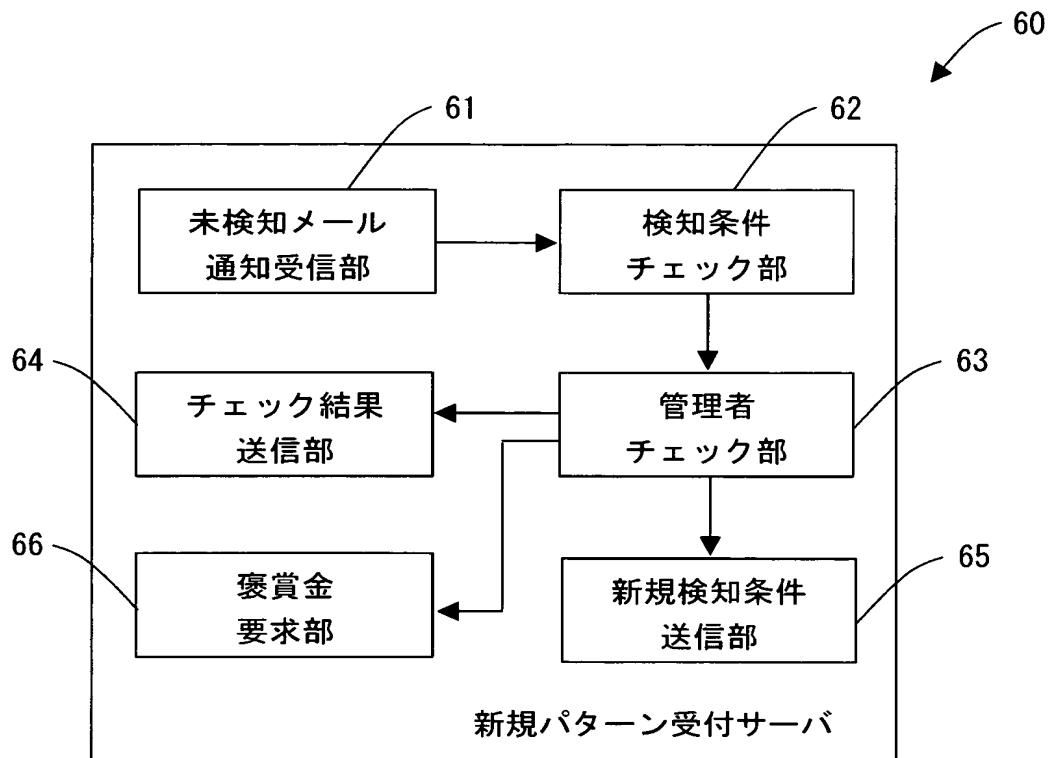 60
61
62
未検知メール
通知受信部
検知条件
チェック部
64
63
チェック結果
送信部
管理者
チェック部
66
65
褒賞金
要求部
新規検知条件
送信部
新規パターン受付サーバ